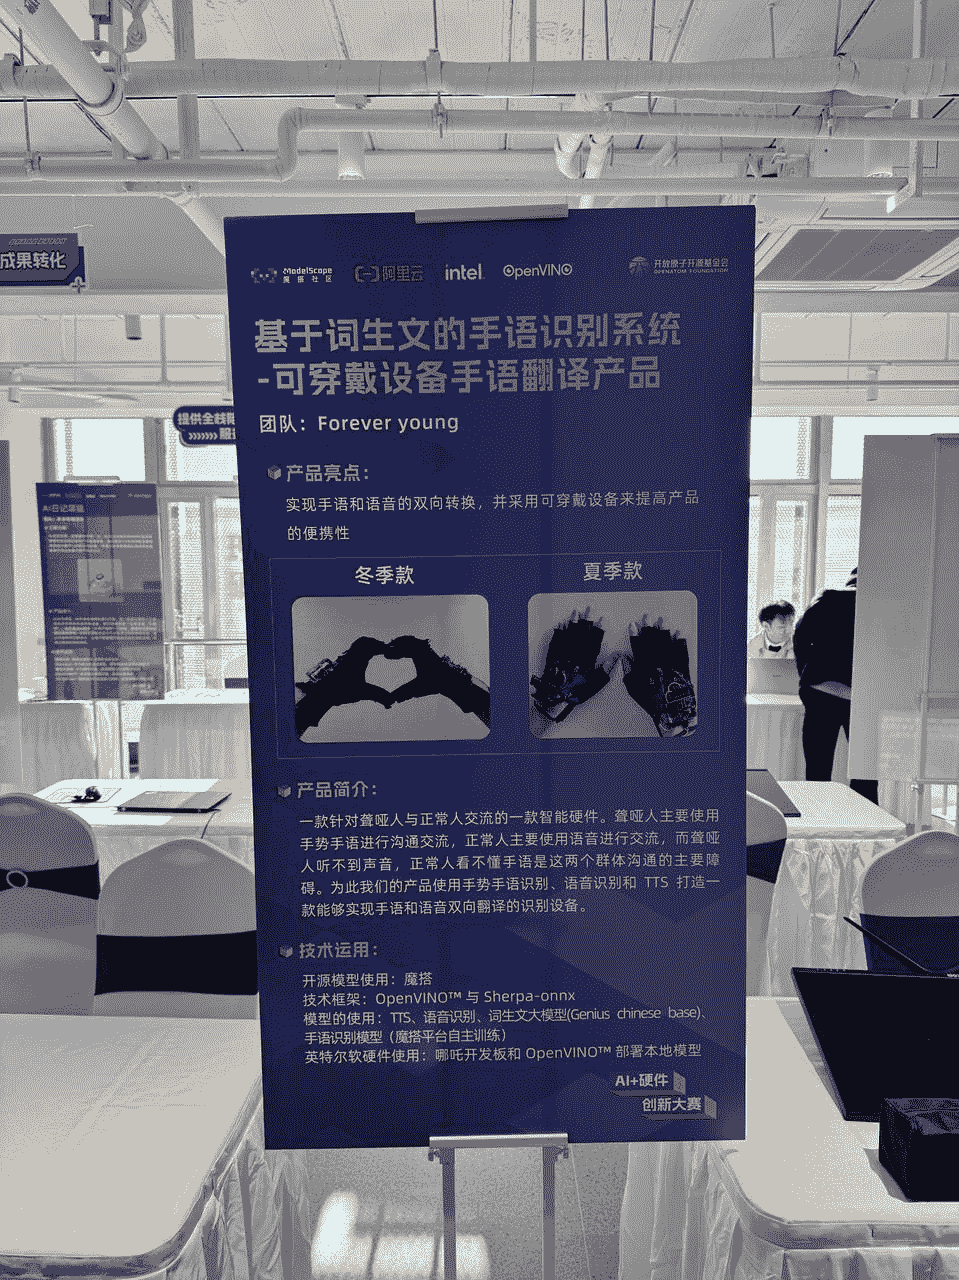 成果转化
提供全栈
服
ModelScope
魔搭社区
阿里云
intel
OpenVINO
开放原子开源基金会
OPENATOM FOUNDATION
基于词生文的手语识别系统
-可穿戴设备手语翻译产品
团队：Forever young
产品亮点：
实现手语和语音的双向转换，并采用可穿戴设备来提高产品
的便携性
冬季款
夏季款
产品简介：
一款针对聋哑人与正常人交流的一款智能硬件。聋哑人主要使用
手势手语进行沟通交流，正常人主要使用语音进行交流，而聋哑
人听不到声音，正常人看不懂手语是这两个群体沟通的主要障
碍。为此我们的产品使用手势手语识别、语音识别和 TTS 打造一
款能够实现手语和语音双向翻译的识别设备。
技术运用：
开源模型使用：魔搭
技术框架：OpenVINO™ 与 Sherpa-onnx
模型的使用：TTS、语音识别、词生文大模型(Genius chinese base)、
手语识别模型（魔搭平台自主训练）
英特尔软硬件使用：哪吒开发板和 OpenVINO™ 部署本地模型
AI+硬件
创新大赛